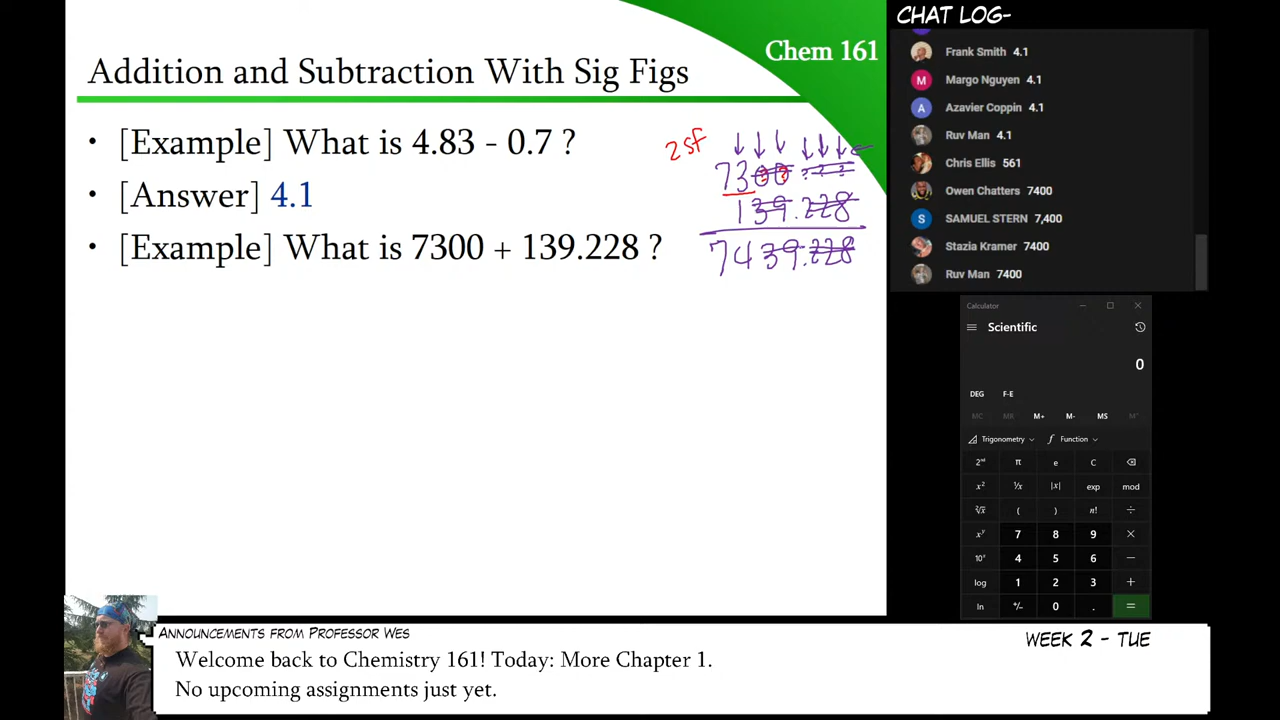 Chem 161
Addition and Subtraction With Sig Figs
• [Example] What is 4.83 - 0.7 ?
• [Answer] 4.1
• [Example] What is 7300 + 139.228 ?
2 SF
7300 ? ? ?
139.228
7439.228
CHAT LOG-
Frank Smith 4.1
M Margo Nguyen 4.1
A Azavier Coppin 4.1
Ruv Man 4.1
Chris Ellis 561
Owen Chatters 7400
S SAMUEL STERN 7,400
Stazia Kramer 7400
Ruv Man 7400
Calculator
Scientific
0
DEG F-E
MC MR M+ M- MS M˅
Trigonometry f Function
2ⁿᵈ π e C
x² ¹/x |x| exp mod
²√x ( ) n! ÷
xʸ 7 8 9 ×
10ˣ 4 5 6 −
log 1 2 3 +
ln +/− 0 . =
ANNOUNCEMENTS FROM PROFESSOR WES
WEEK 2 - TUE
Welcome back to Chemistry 161! Today: More Chapter 1.
No upcoming assignments just yet.